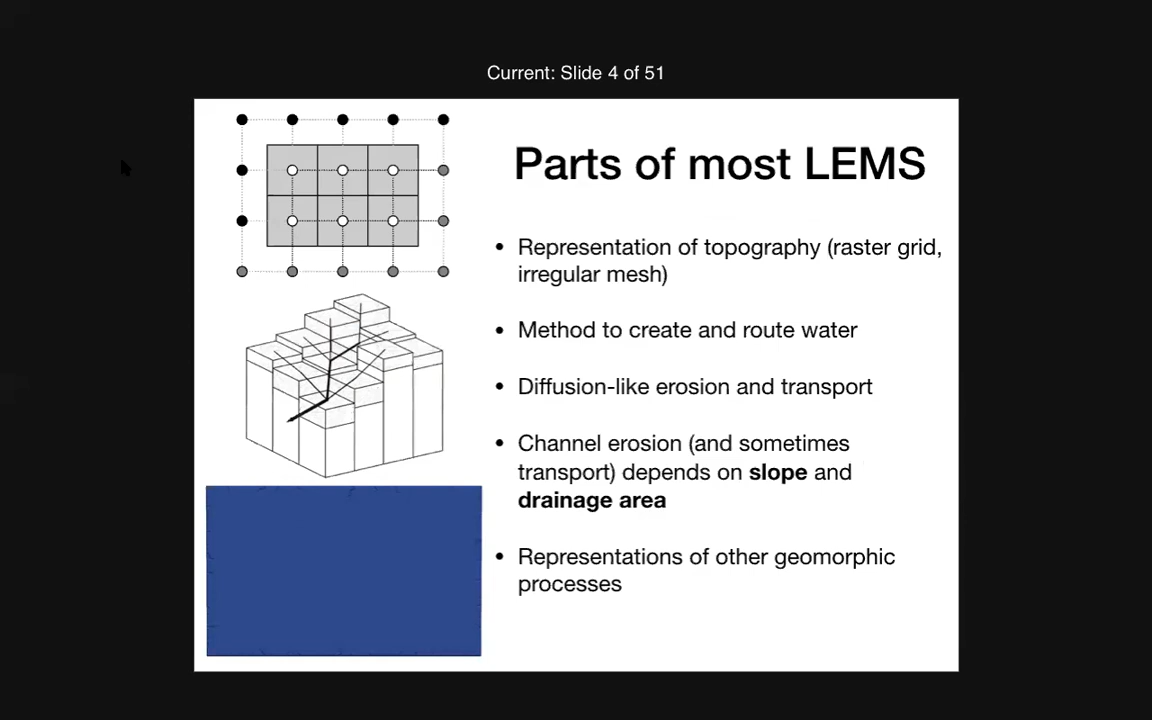 Current: Slide 4 of 51
Parts of most LEMS
• Representation of topography (raster grid,
irregular mesh)
• Method to create and route water
• Diffusion-like erosion and transport
• Channel erosion (and sometimes
transport) depends on slope and
drainage area
• Representations of other geomorphic
processes